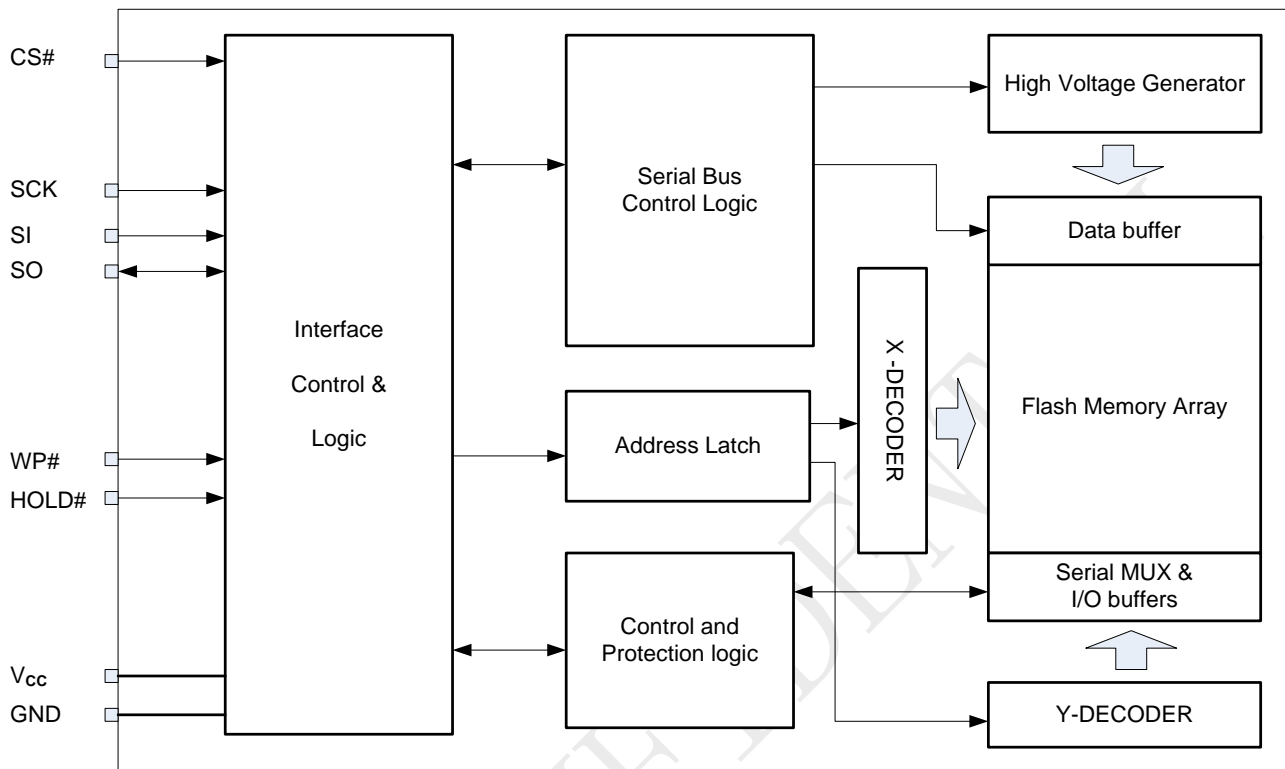 CS#
SCK
SI
SO
WP#
HOLD#
Vcc
GND
Interface
Control &
Logic
Serial Bus
Control Logic
Address Latch
Control and
Protection logic
X -DECODER
High Voltage Generator
Data buffer
Flash Memory Array
Serial MUX &
I/O buffers
Y-DECODER